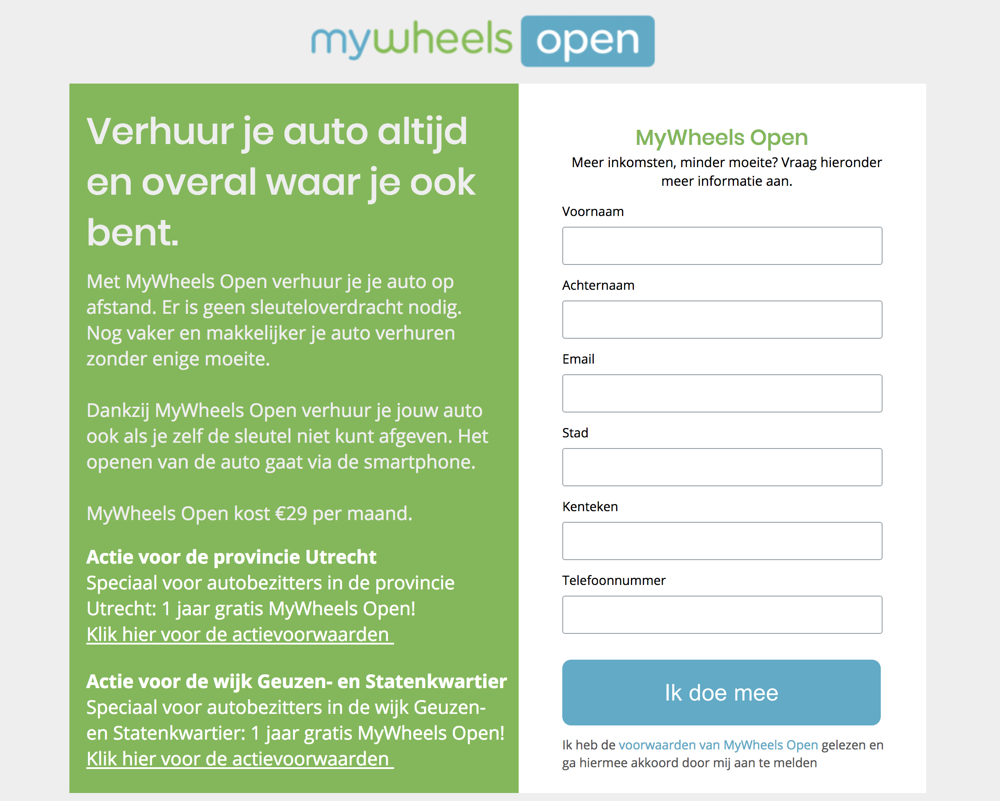 mywheels open
Verhuur je auto altijd
en overal waar je ook
bent.
Met MyWheels Open verhuur je je auto op
afstand. Er is geen sleuteloverdracht nodig.
Nog vaker en makkelijker je auto verhuren
zonder enige moeite.
Dankzij MyWheels Open verhuur je jouw auto
ook als je zelf de sleutel niet kunt afgeven. Het
openen van de auto gaat via de smartphone.
MyWheels Open kost €29 per maand.
Actie voor de provincie Utrecht
Speciaal voor autobezitters in de provincie
Utrecht: 1 jaar gratis MyWheels Open!
Klik hier voor de actievoorwaarden
Actie voor de wijk Geuzen- en Statenkwartier
Speciaal voor autobezitters in de wijk Geuzen-
en Statenkwartier: 1 jaar gratis MyWheels Open!
Klik hier voor de actievoorwaarden
MyWheels Open
Meer inkomsten, minder moeite? Vraag hieronder
meer informatie aan.
Voornaam
Achternaam
Email
Stad
Kenteken
Telefoonnummer
Ik doe mee
Ik heb de voorwaarden van MyWheels Open gelezen en
ga hiermee akkoord door mij aan te melden